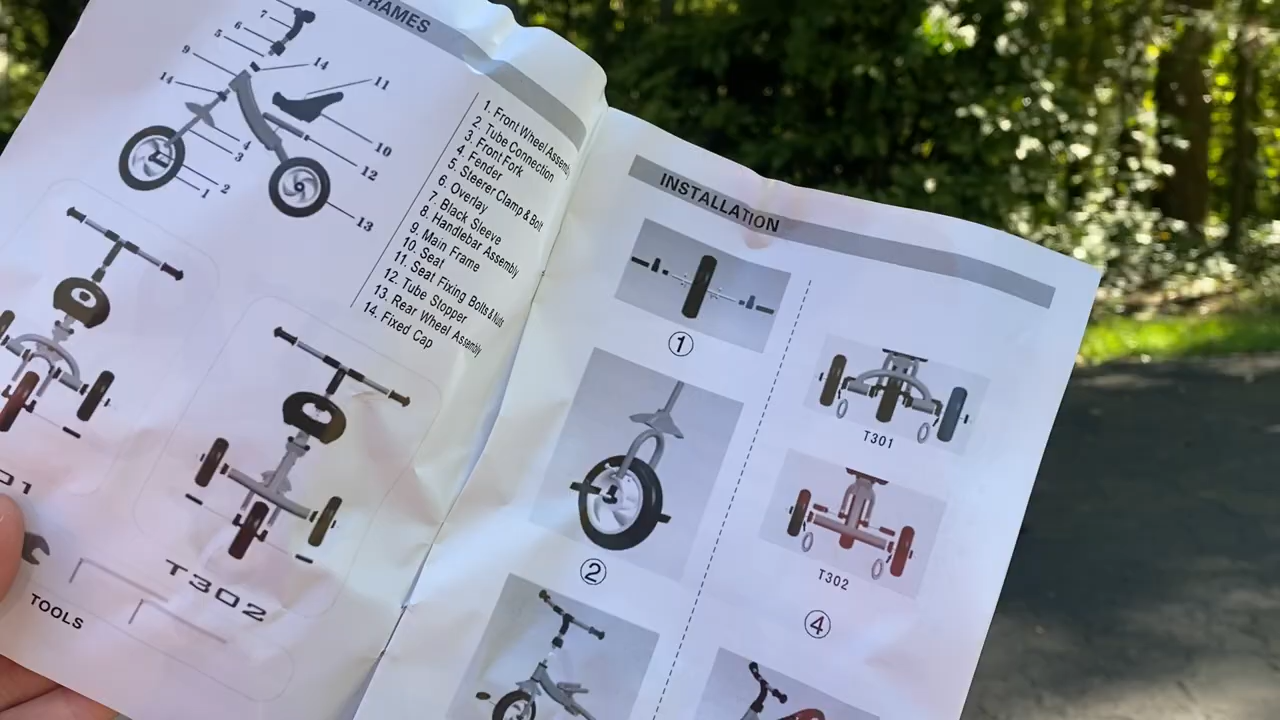 FRAMES
7
6
5
9
14
14
11
4
3
10
12
2
1
13
1. Front Wheel Assembly
2. Tube Connection
3. Front Fork
4. Fender
5. Sleerer Clamp & Bolt
6. Overlay
7. Black Sleeve
8. Handlebar Assembly
9. Main Frame
10. Seat
11. Seat Fixing Bolts & Nuts
12. Tube Stopper
13. Rear Wheel Assembly
14. Fixed Cap
01
T302
TOOLS
INSTALLATION
①
②
T301
T302
④